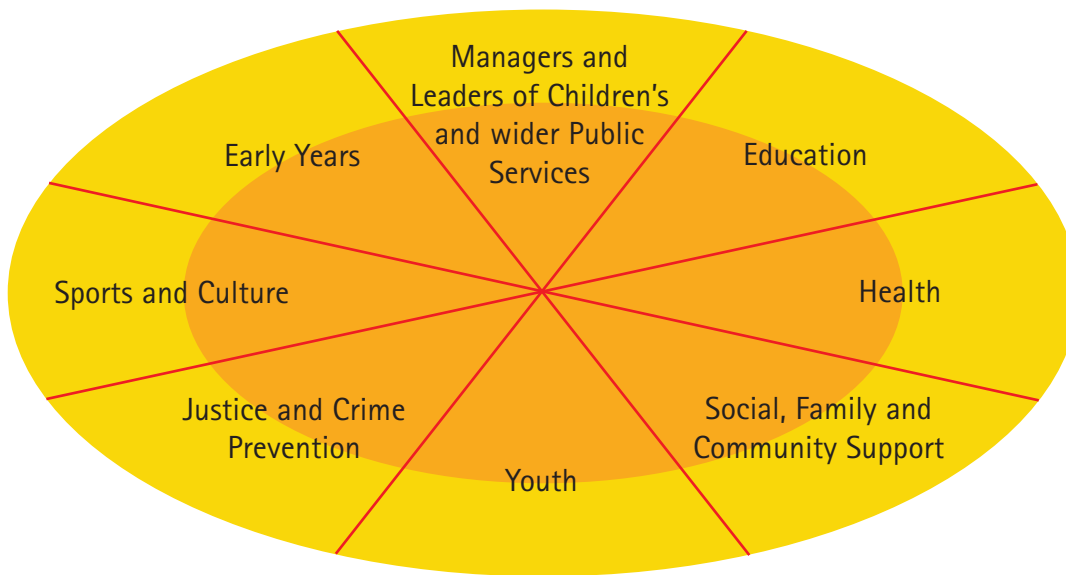 Managers and
Leaders of Children's
and wider Public
Services
Early Years
Education
Sports and Culture
Health
Justice and Crime
Prevention
Social, Family and
Community Support
Youth